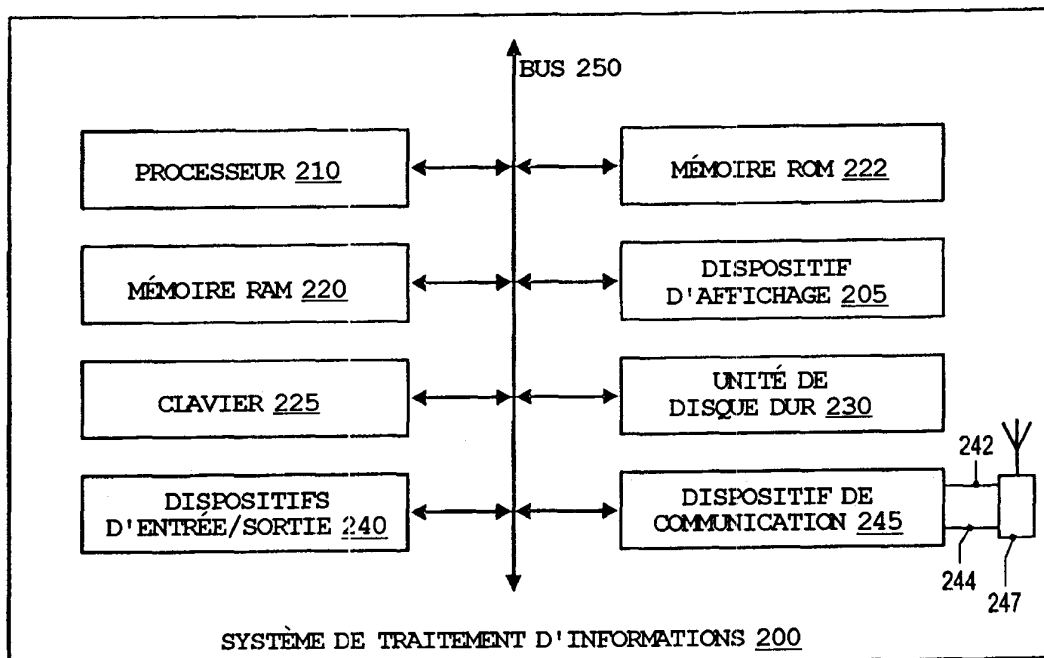 BUS 250
PROCESSEUR 210
MÉMOIRE ROM 222
MÉMOIRE RAM 220
DISPOSITIF
D'AFFICHAGE 205
CLAVIER 225
UNITÉ DE
DISQUE DUR 230
242
DISPOSITIFS
D'ENTRÉE/SORTIE 240
DISPOSITIF DE
COMMUNICATION 245
244
247
SYSTÈME DE TRAITEMENT D'INFORMATIONS 200